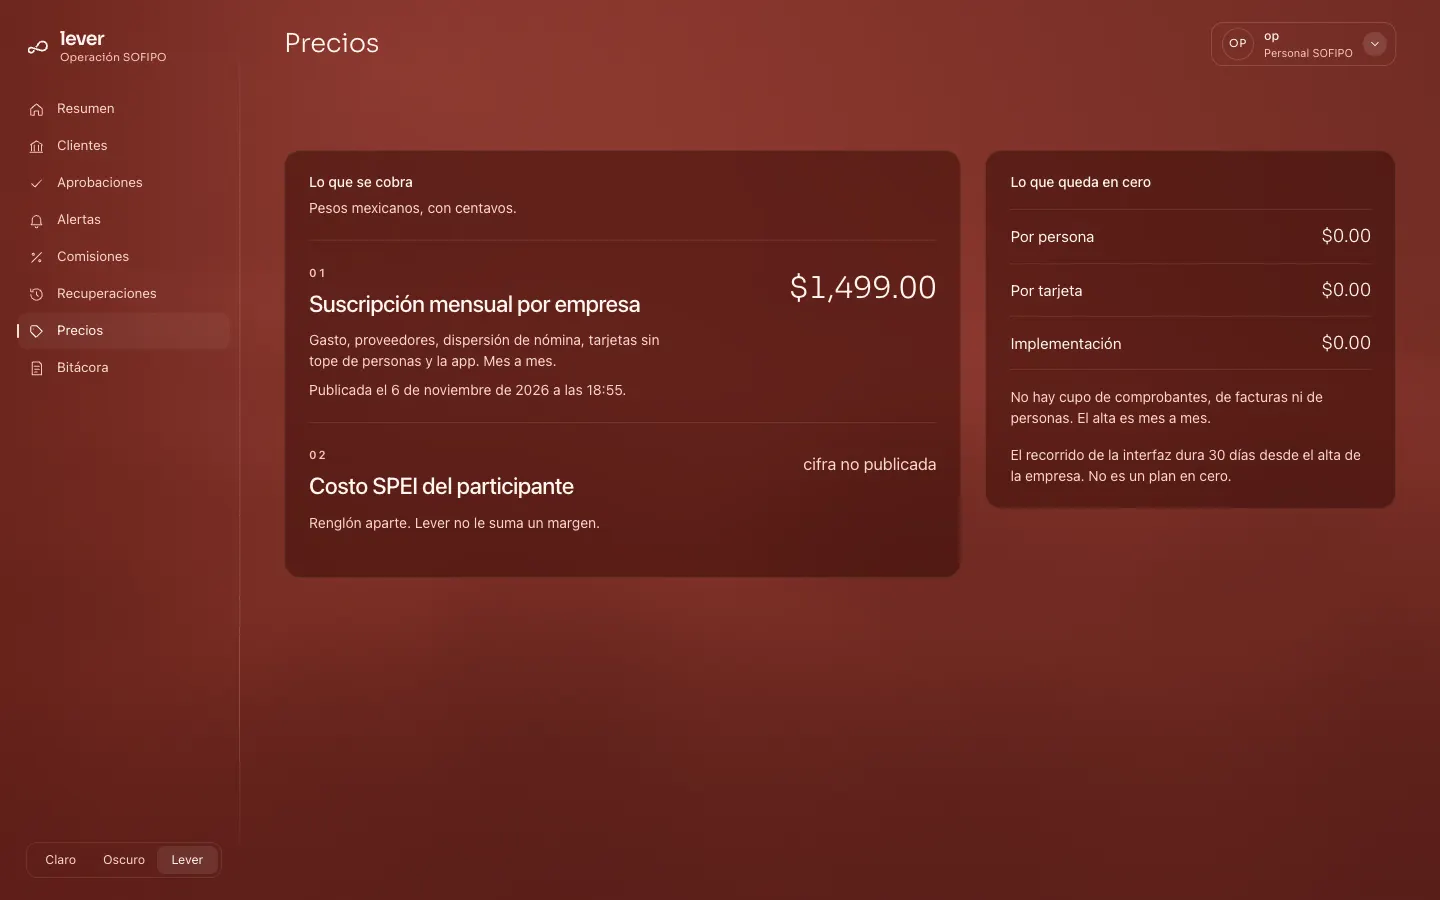 lever
Operación SOFIPO
Resumen
Clientes
Aprobaciones
Alertas
Comisiones
Recuperaciones
Precios
Bitácora
Claro
Oscuro
Lever
Precios
OP
op
Personal SOFIPO
Lo que se cobra
Pesos mexicanos, con centavos.
01
Suscripción mensual por empresa
$1,499.00
Gasto, proveedores, dispersión de nómina, tarjetas sin
tope de personas y la app. Mes a mes.
Publicada el 6 de noviembre de 2026 a las 18:55.
02
Costo SPEI del participante
cifra no publicada
Renglón aparte. Lever no le suma un margen.
Lo que queda en cero
Por persona
$0.00
Por tarjeta
$0.00
Implementación
$0.00
No hay cupo de comprobantes, de facturas ni de
personas. El alta es mes a mes.
El recorrido de la interfaz dura 30 días desde el alta de
la empresa. No es un plan en cero.